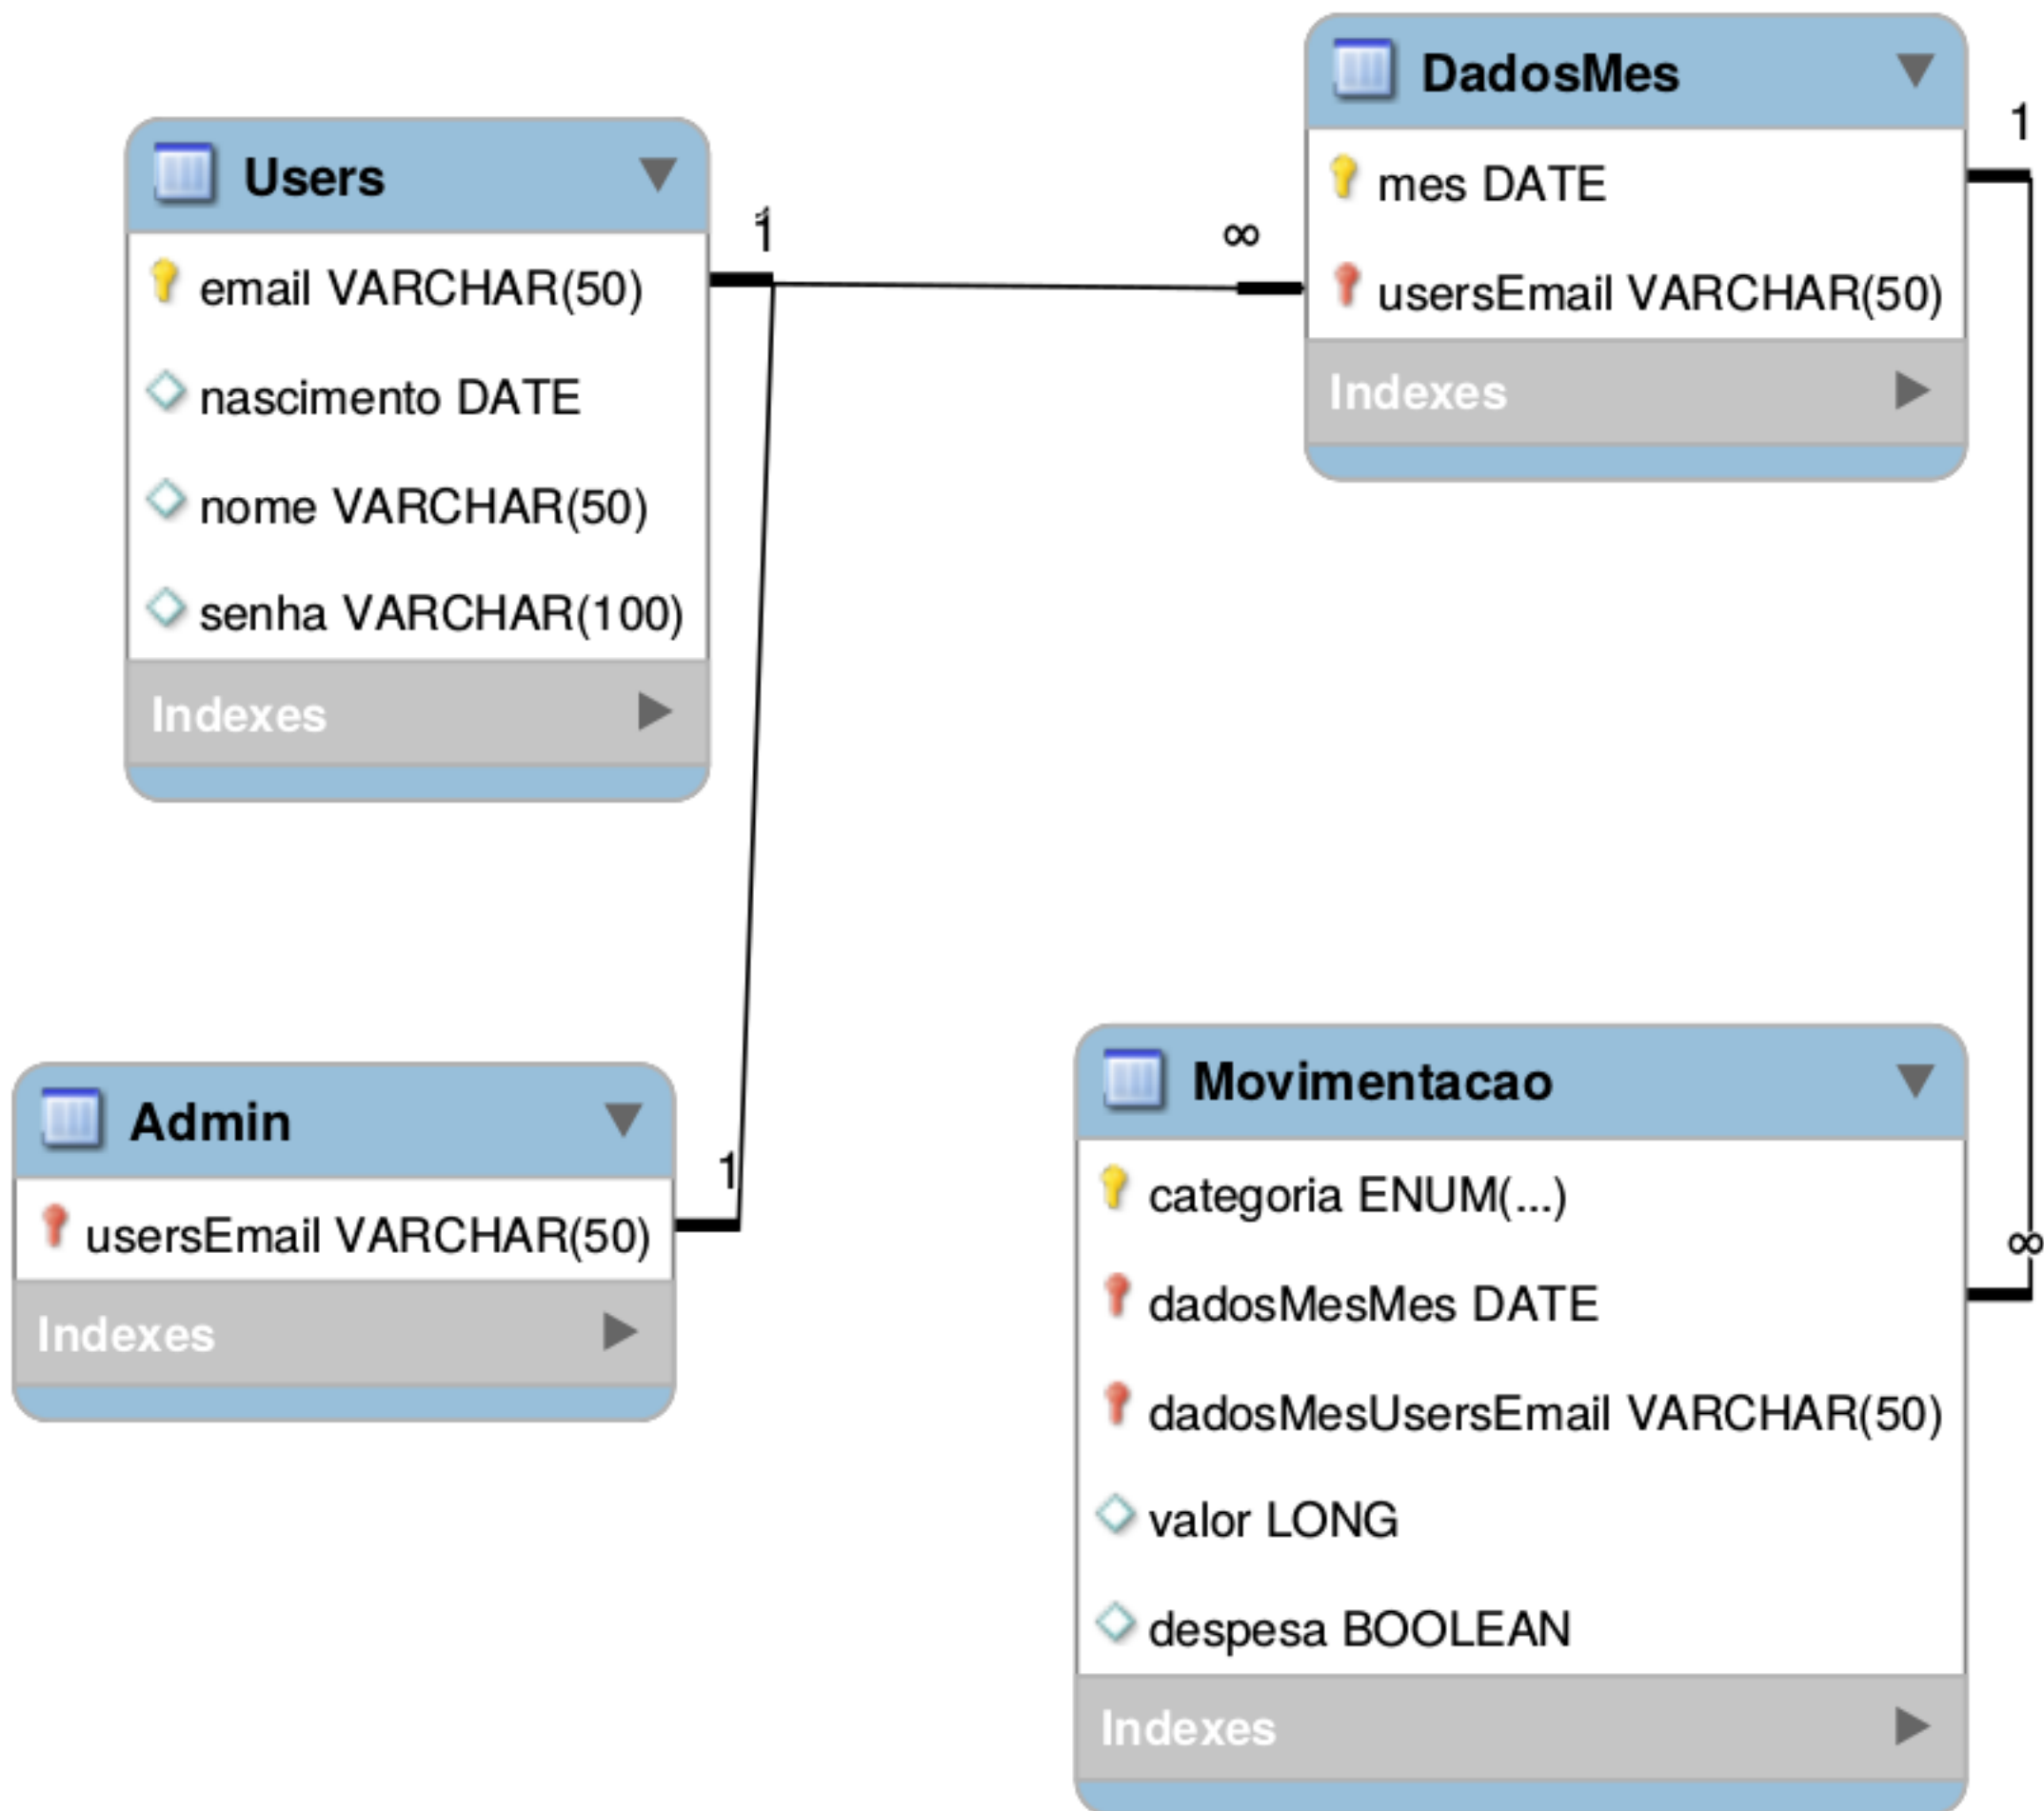 Users
email VARCHAR(50)
nascimento DATE
nome VARCHAR(50)
senha VARCHAR(100)
Indexes
1
∞
DadosMes
mes DATE
usersEmail VARCHAR(50)
Indexes
1
Admin
usersEmail VARCHAR(50)
Indexes
1
Movimentacao
categoria ENUM(...)
dadosMesMes DATE
dadosMesUsersEmail VARCHAR(50)
valor LONG
despesa BOOLEAN
Indexes
∞